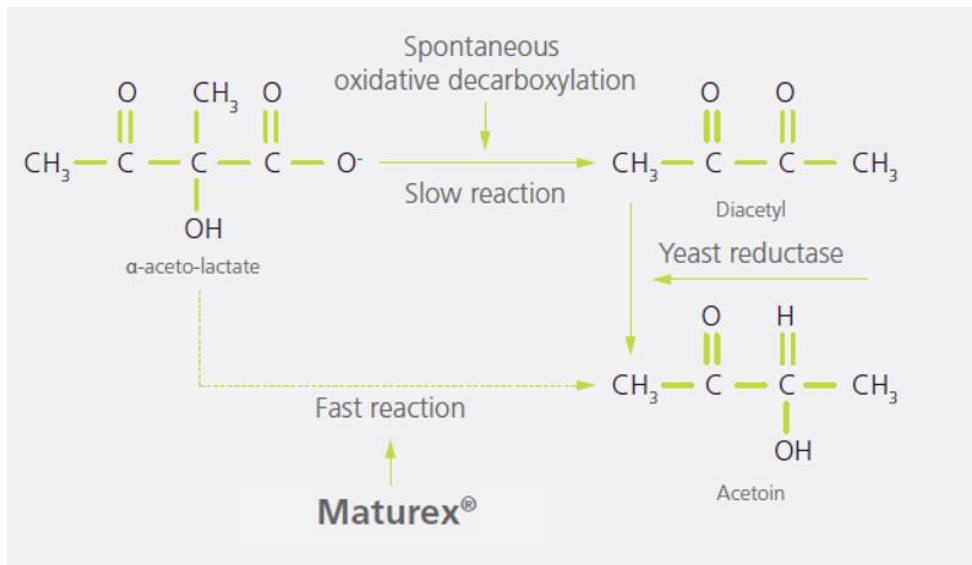 Spontaneous
oxidative decarboxylation
O CH₃ O
CH₃ C C C O⁻
OH
α-aceto-lactate
Slow reaction
O O
CH₃ C C CH₃
Diacetyl
Yeast reductase
O H
CH₃ C C CH₃
OH
Acetoin
Fast reaction
Maturex®